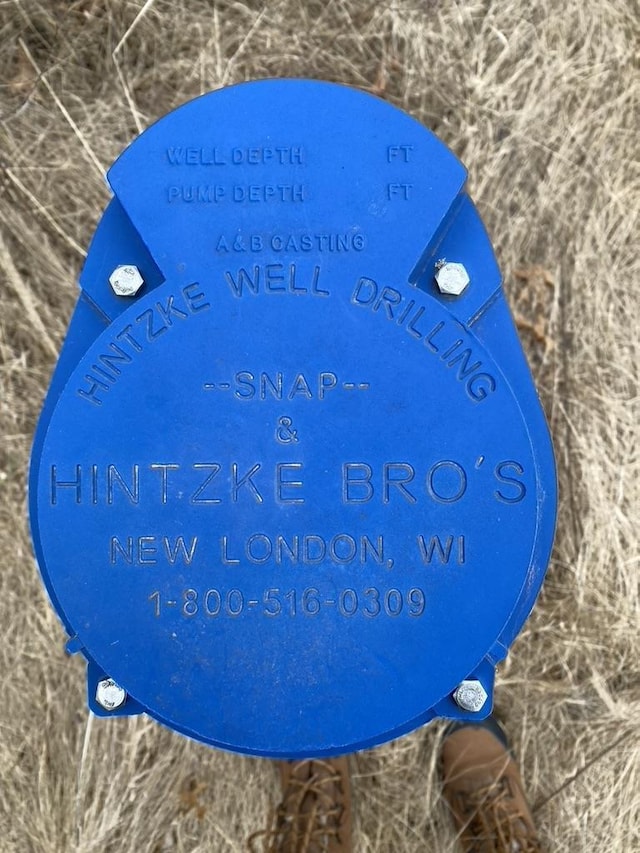 WELL DEPTH FT
PUMP DEPTH FT
A&B CASTING
HINTZKE WELL DRILLING
--SNAP--
&
HINTZKE BRO'S
NEW LONDON, WI
1-800-516-0309